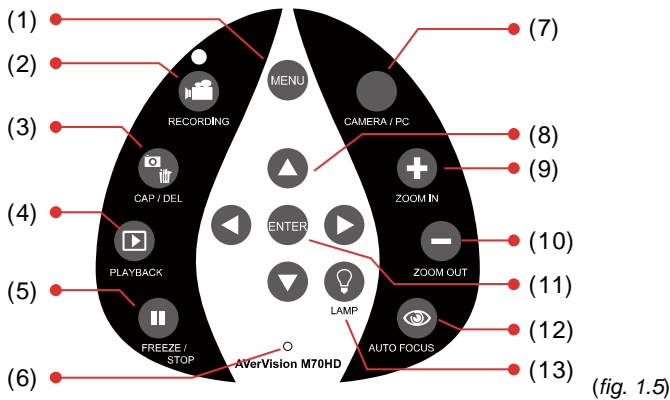 (1)
(2)
(3)
(4)
(5)
(6)
RECORDING
CAP / DEL
PLAYBACK
FREEZE /
STOP
MENU
ENTER
LAMP
AVerVision M70HD
CAMERA / PC
ZOOM IN
ZOOM OUT
AUTO FOCUS
(7)
(8)
(9)
(10)
(11)
(12)
(13)
(fig. 1.5)